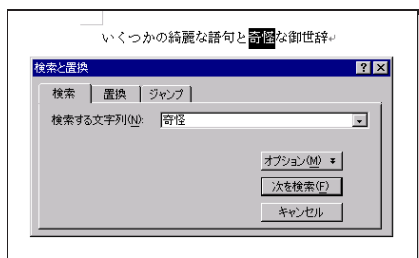 いくつかの綺麗な語句と奇怪な御世辞↵
検索と置換
検索 置換 ジャンプ
検索する文字列(N): 奇怪
オプション(M)
次を検索(F)
キャンセル